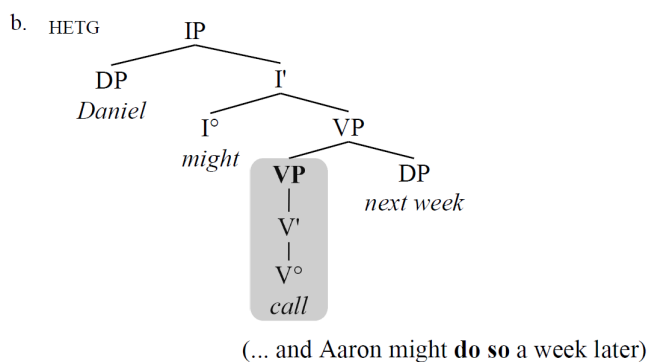 b. HETG IP
DP I'
Daniel
I° VP
might
VP DP
next week
V'
V°
call
(... and Aaron might do so a week later)